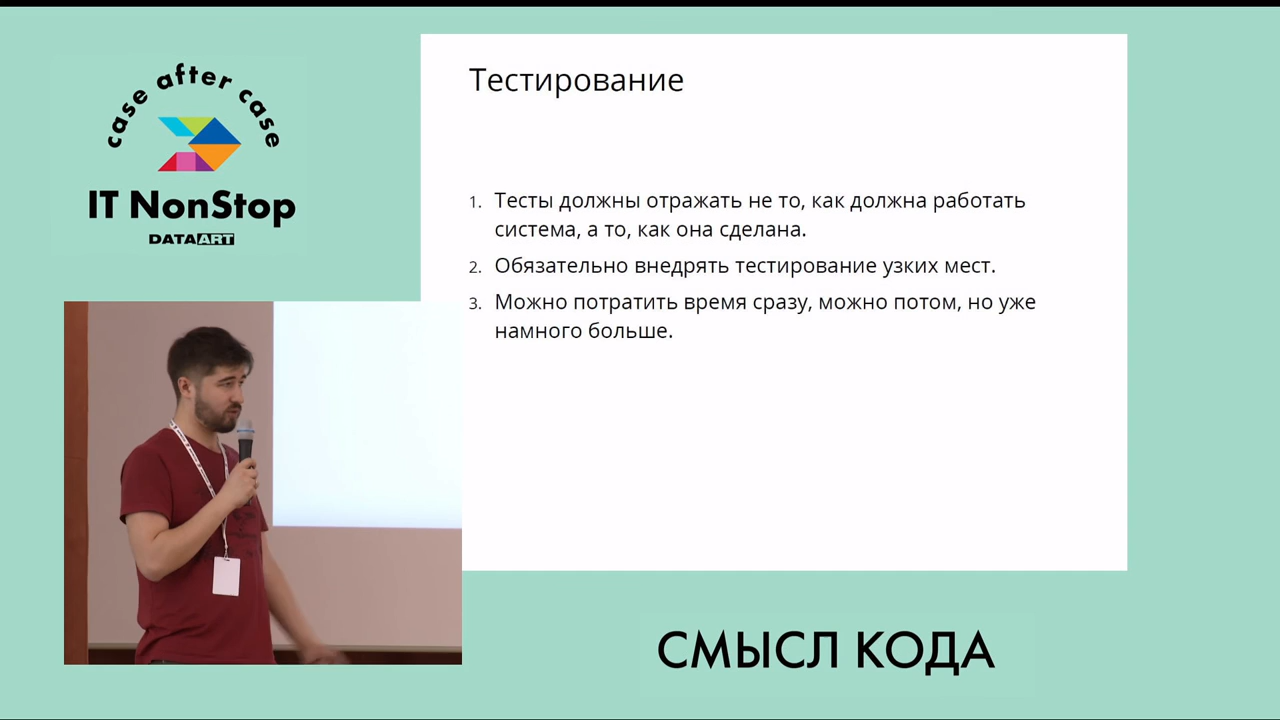 case after case
IT NonStop
DATAART
Тестирование
1. Тесты должны отражать не то, как должна работать
система, а то, как она сделана.
2. Обязательно внедрять тестирование узких мест.
3. Можно потратить время сразу, можно потом, но уже
намного больше.
СМЫСЛ КОДА